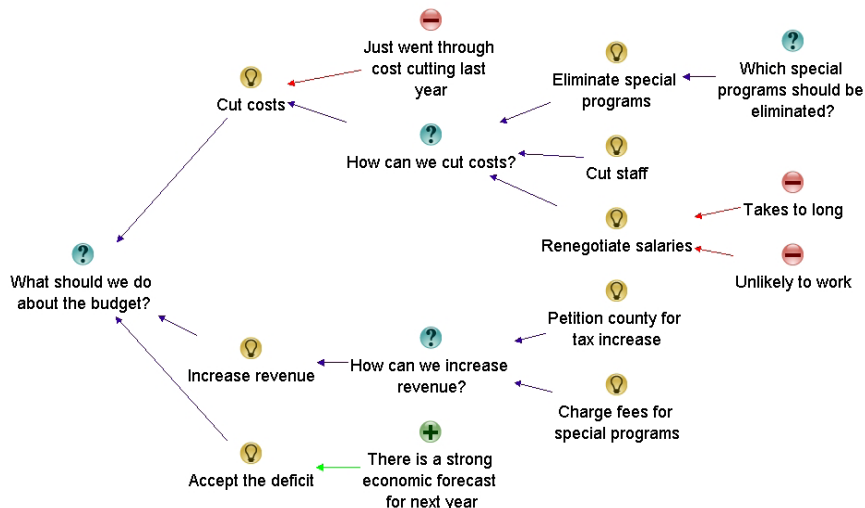 Just went through
cost cutting last
year
Cut costs
Eliminate special
programs
Which special
programs should be
eliminated?
How can we cut costs?
Cut staff
Takes to long
Renegotiate salaries
Unlikely to work
What should we do
about the budget?
Petition county for
tax increase
Increase revenue
How can we increase
revenue?
Charge fees for
special programs
Accept the deficit
There is a strong
economic forecast
for next year